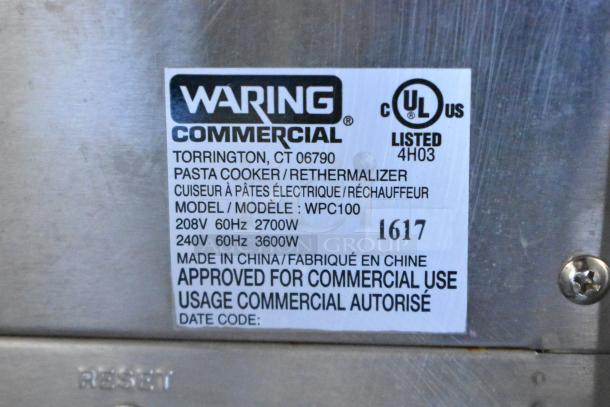 WARING
COMMERCIAL®
C UL® US
LISTED
4H03
TORRINGTON, CT 06790
PASTA COOKER/RETHERMALIZER
CUISEUR À PÂTES ÉLECTRIQUE/RÉCHAUFFEUR
MODEL / MODÈLE : WPC100
208V 60Hz 2700W
240V 60Hz 3600W
1617
MADE IN CHINA/FABRIQUÉ EN CHINE
APPROVED FOR COMMERCIAL USE
USAGE COMMERCIAL AUTORISÉ
DATE CODE:
RESET